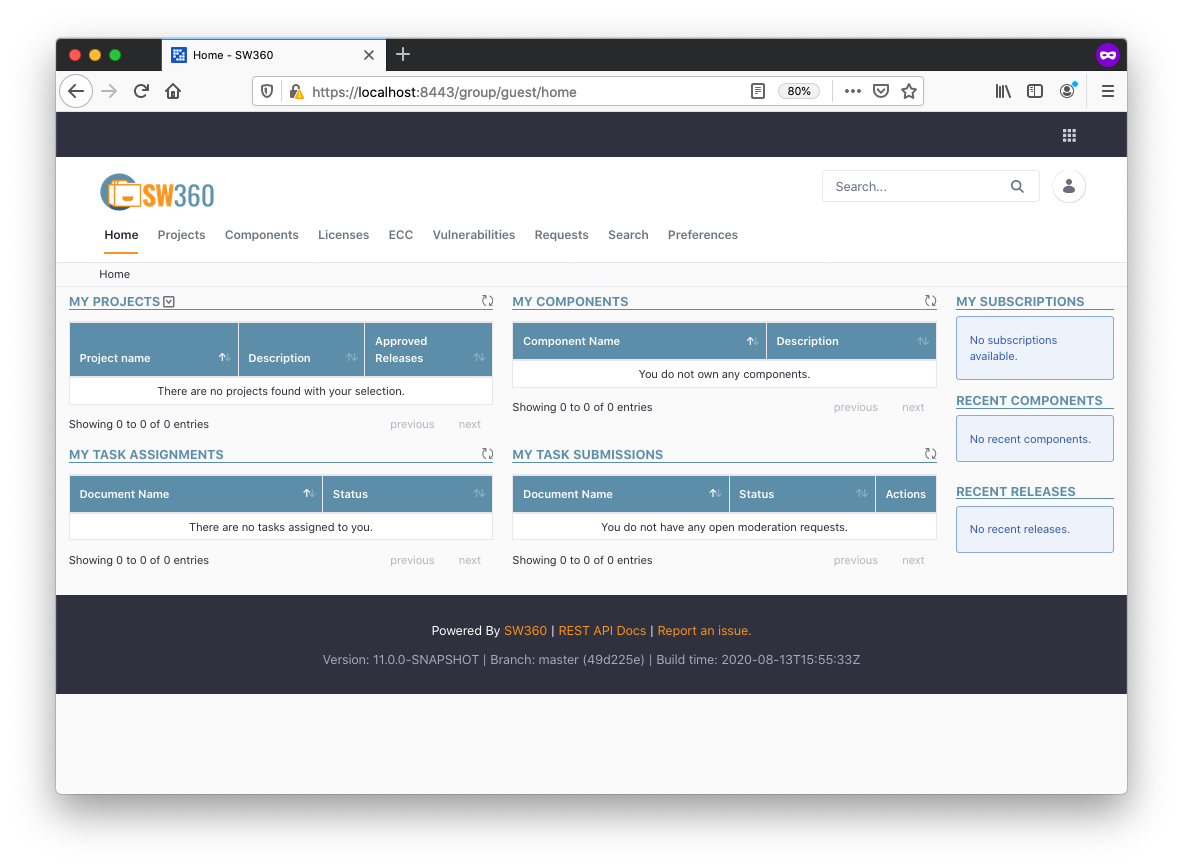 Home - SW360
https://localhost:8443/group/guest/home
80%
SW360
Search...
Home Projects Components Licenses ECC Vulnerabilities Requests Search Preferences
Home
MY PROJECTS
Project name Description Approved Releases
There are no projects found with your selection.
Showing 0 to 0 of 0 entries previous next
MY COMPONENTS
Component Name Description
You do not own any components.
Showing 0 to 0 of 0 entries previous next
MY TASK ASSIGNMENTS
Document Name Status
There are no tasks assigned to you.
Showing 0 to 0 of 0 entries previous next
MY TASK SUBMISSIONS
Document Name Status Actions
You do not have any open moderation requests.
Showing 0 to 0 of 0 entries previous next
MY SUBSCRIPTIONS
No subscriptions
available.
RECENT COMPONENTS
No recent components.
RECENT RELEASES
No recent releases.
Powered By SW360 | REST API Docs | Report an issue.
Version: 11.0.0-SNAPSHOT | Branch: master (49d225e) | Build time: 2020-08-13T15:55:33Z